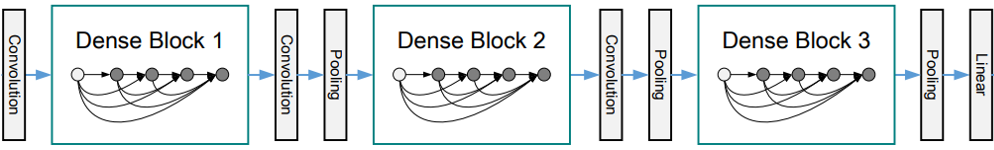 Convolution
Dense Block 1
Convolution
Pooling
Dense Block 2
Convolution
Pooling
Dense Block 3
Pooling
Linear